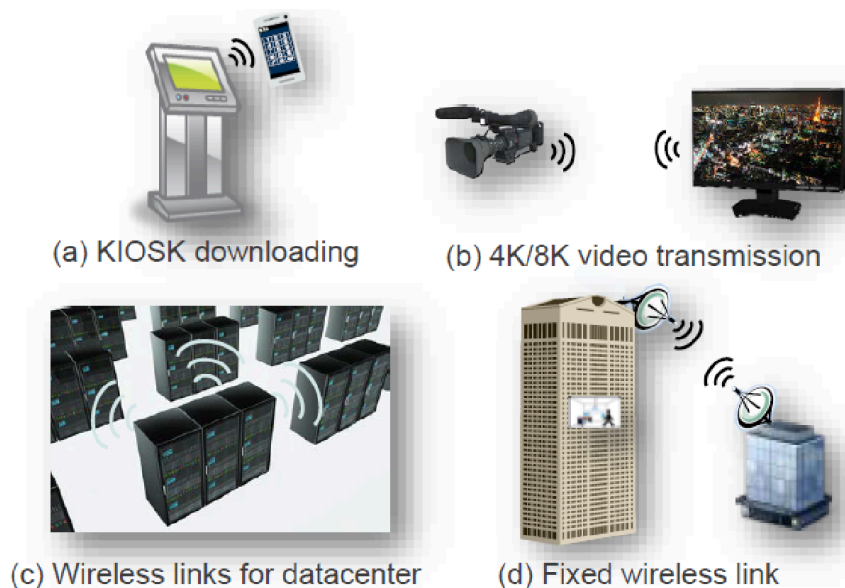 (a) KIOSK downloading
(b) 4K/8K video transmission
(c) Wireless links for datacenter
(d) Fixed wireless link